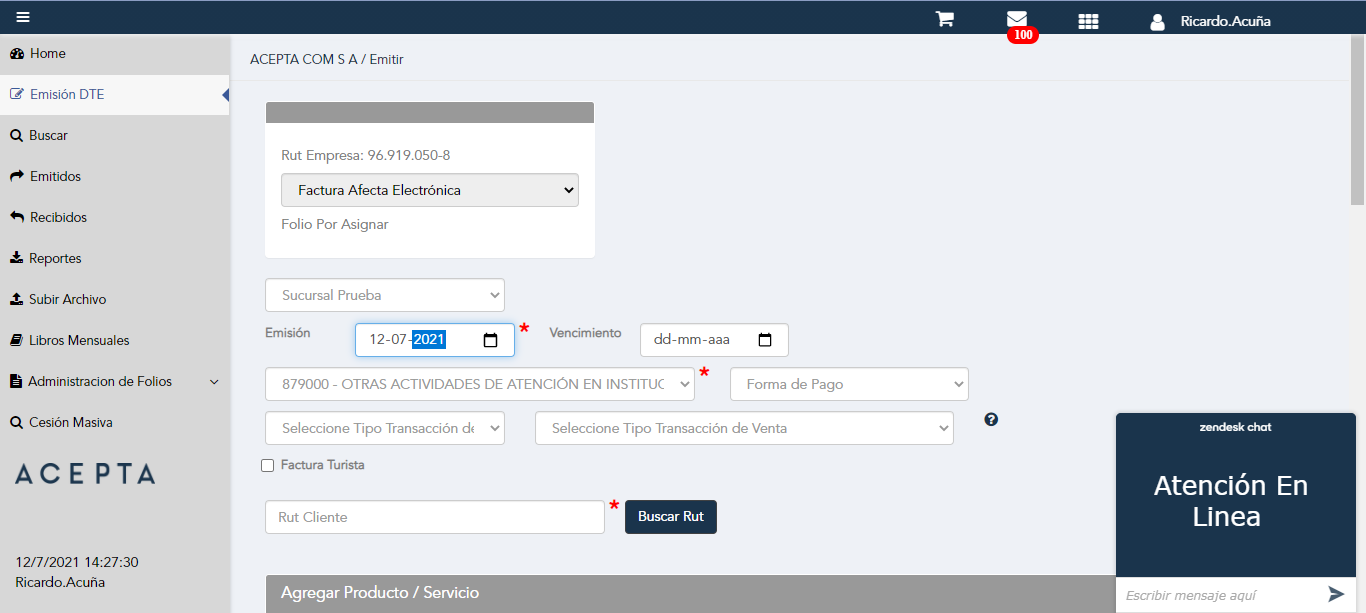 100
Ricardo.Acuña
Home
Emisión DTE
Buscar
Emitidos
Recibidos
Reportes
Subir Archivo
Libros Mensuales
Administracion de Folios
Cesión Masiva
ACEPTA
12/7/2021 14:27:30
Ricardo.Acuña
ACEPTA COM S A / Emitir
Rut Empresa: 96.919.050-8
Factura Afecta Electrónica
Folio Por Asignar
Sucursal Prueba
Emisión 12-07-2021 * Vencimiento dd-mm-aaa
879000 - OTRAS ACTIVIDADES DE ATENCIÓN EN INSTITUC * Forma de Pago
Seleccione Tipo Transacción de Seleccione Tipo Transacción de Venta ?
Factura Turista
Rut Cliente * Buscar Rut
Agregar Producto / Servicio
zendesk chat
Atención En
Linea
Escribir mensaje aquí